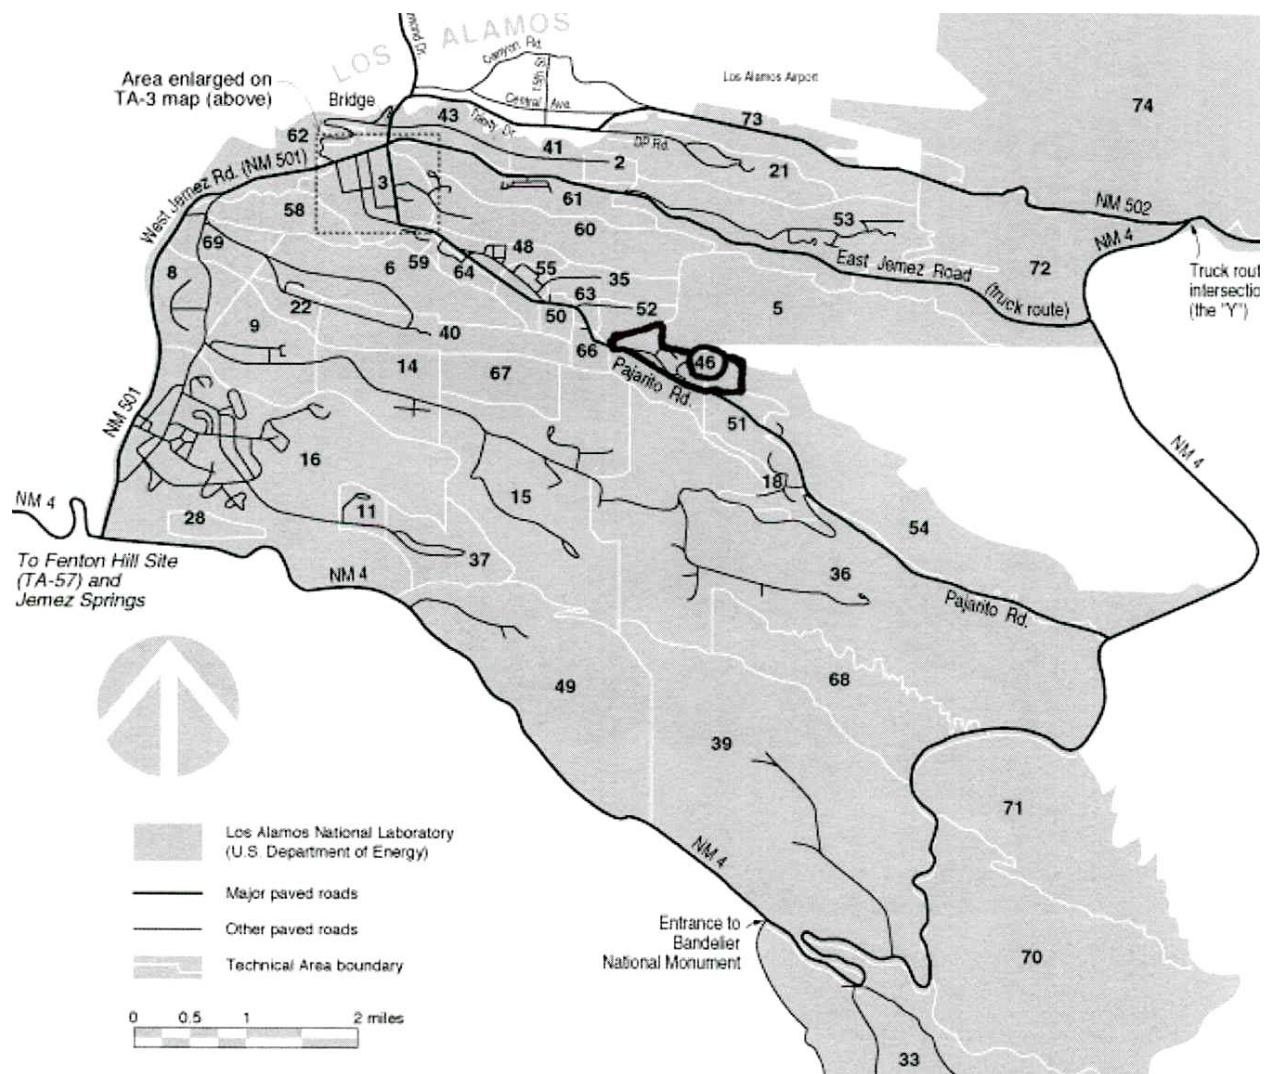 LOS ALAMOS
Canyon Rd.
15th St.
Central Ave.
Los Alamos Airport
Area enlarged on
TA-3 map (above)
Bridge
74
73
43
Trinity Dr.
62
41
DP Rd.
2
21
West Jemez Rd. (NM 501)
3
61
58
53
NM 502
60
NM 4
69
48
59
6
64
55
East Jemez Road
(truck route)
72
8
35
Truck
(the "Y")
22
63
52
5
50
9
40
66
46
14
67
Pajarito Rd.
NM 501
51
NM 4
16
18
15
NM 4
28
11
54
To Fenton Hill Site
(TA-57) and
Jemez Springs
37
NM 4
36
Pajarito Rd.
49
68
39
71
Los Alamos National Laboratory
(U.S. Department of Energy)
NM 4
Major paved roads
Other paved roads
Entrance to
Bandelier
National Monument
Technical Area boundary
70
0 0.5 1 2 miles
33